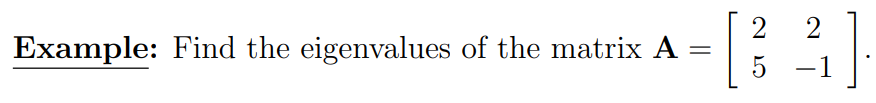 Example: Find the eigenvalues of the matrix A = [ 2 2
5 −1 ].